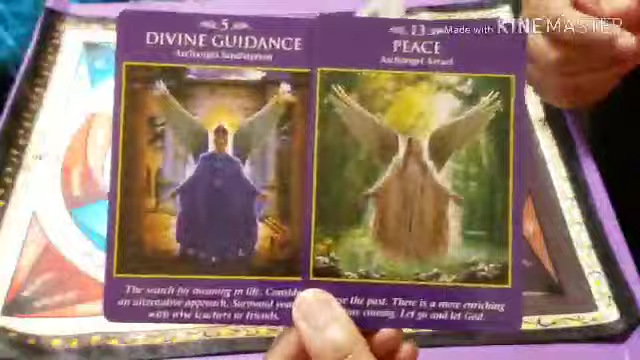 5
DIVINE GUIDANCE
Archangel Sandalphon
The search for meaning in life. Consider
an alternative approach. Surround your
with wise teachers or friends.
13
PEACE
Archangel Azrael
the past. There is a more enriching
coming. Let go and let God.
Made with KINEMASTER